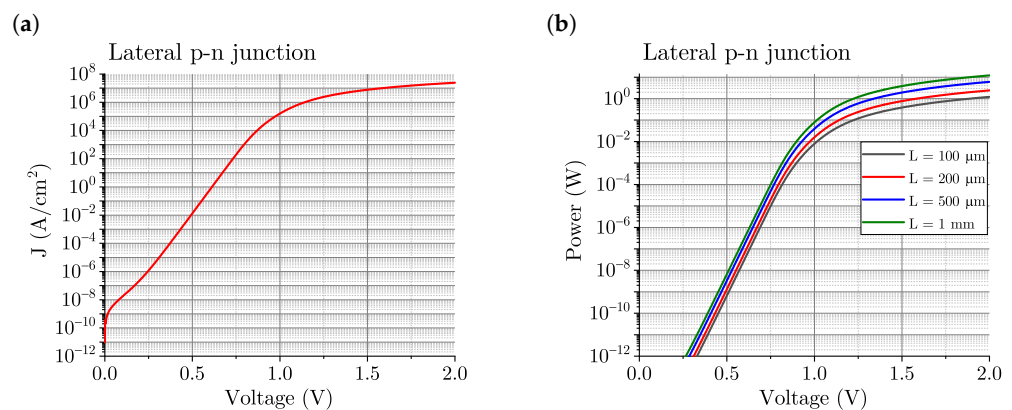 (a)
Lateral p-n junction
J (A/cm²)
10⁸
10⁶
10⁴
10²
10⁰
10⁻²
10⁻⁴
10⁻⁶
10⁻⁸
10⁻¹⁰
10⁻¹²
0.0 0.5 1.0 1.5 2.0
Voltage (V)
(b)
Lateral p-n junction
Power (W)
10⁰
10⁻²
10⁻⁴
10⁻⁶
10⁻⁸
10⁻¹⁰
10⁻¹²
L = 100 µm
L = 200 µm
L = 500 µm
L = 1 mm
0.0 0.5 1.0 1.5 2.0
Voltage (V)